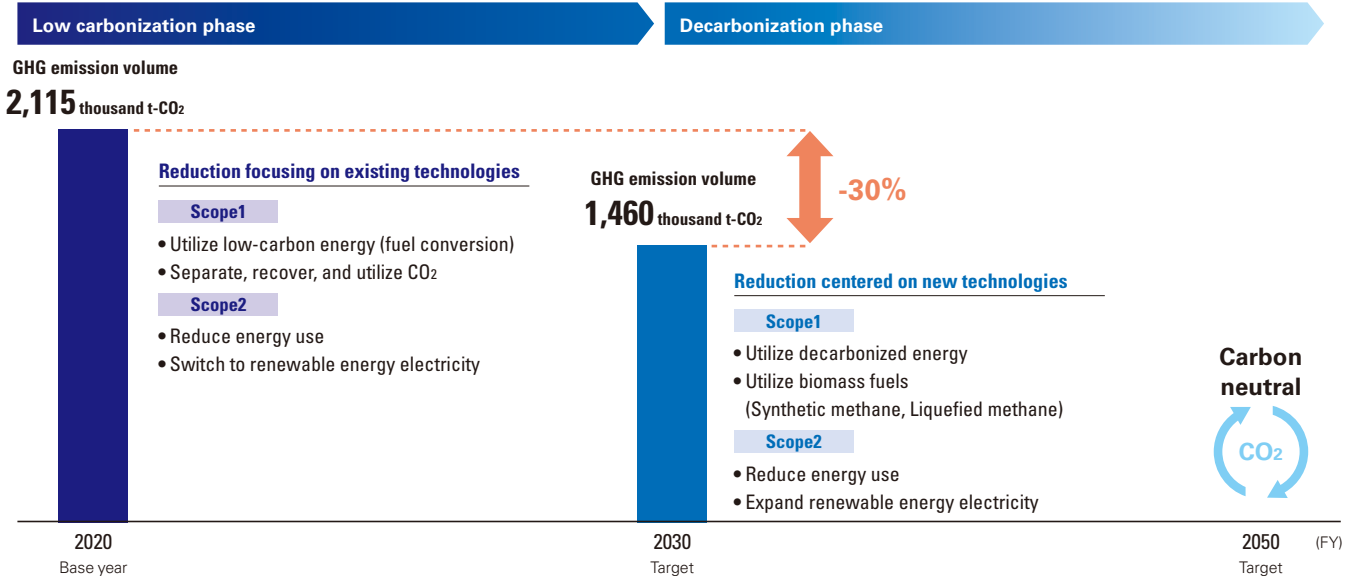 Low carbonization phase
Decarbonization phase
GHG emission volume
2,115 thousand t-CO2
Reduction focusing on existing technologies
Scope1
• Utilize low-carbon energy (fuel conversion)
• Separate, recover, and utilize CO2
Scope2
• Reduce energy use
• Switch to renewable energy electricity
GHG emission volume
1,460 thousand t-CO2
-30%
Reduction centered on new technologies
Scope1
• Utilize decarbonized energy
• Utilize biomass fuels
(Synthetic methane, Liquefied methane)
Scope2
• Reduce energy use
• Expand renewable energy electricity
Carbon
neutral
CO2
2020
Base year
2030
Target
2050
Target
(FY)